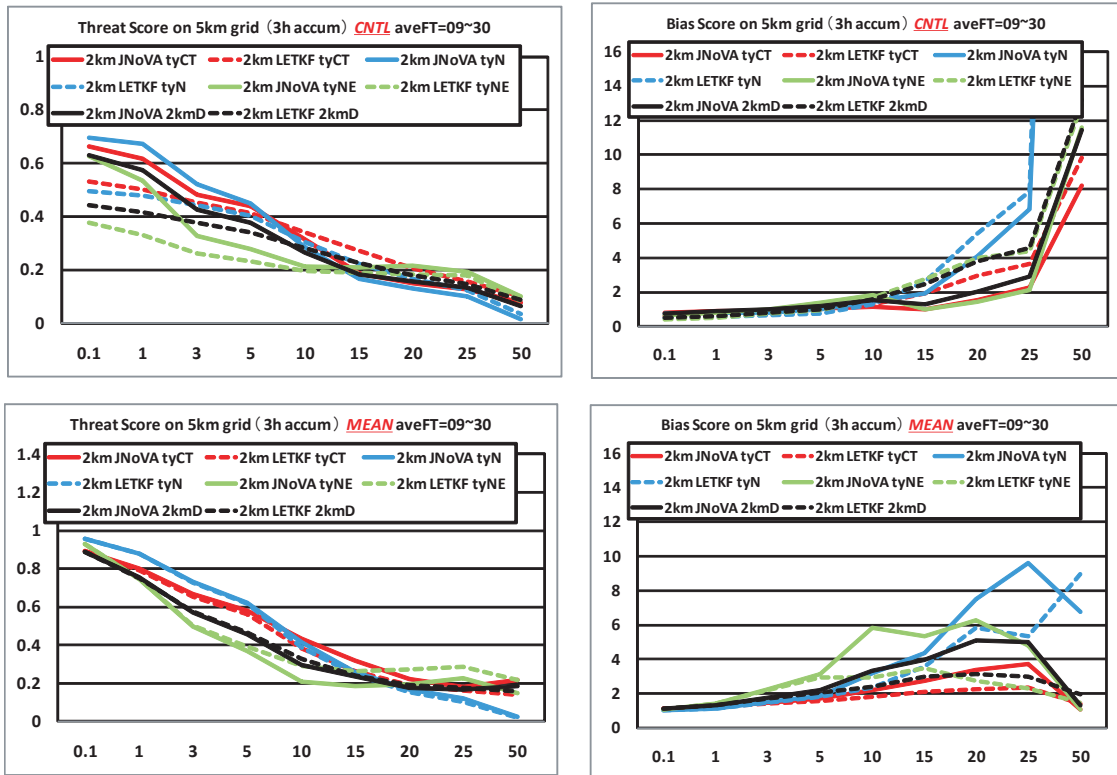 Threat Score on 5km grid (3h accum) CNTL aveFT=09~30
2km JNoVA tyCT 2km LETKF tyCT 2km JNoVA tyN
2km LETKF tyN 2km JNoVA tyNE 2km LETKF tyNE
2km JNoVA 2kmD 2km LETKF 2kmD
1
0.8
0.6
0.4
0.2
0
0.1 1 3 5 10 15 20 25 50
Bias Score on 5km grid (3h accum) CNTL aveFT=09~30
2km JNoVA tyCT 2km LETKF tyCT 2km JNoVA tyN
2km LETKF tyN 2km JNoVA tyNE 2km LETKF tyNE
2km JNoVA 2kmD 2km LETKF 2kmD
16
14
12
10
8
6
4
2
0
0.1 1 3 5 10 15 20 25 50
Threat Score on 5km grid (3h accum) MEAN aveFT=09~30
2km JNoVA tyCT 2km LETKF tyCT 2km JNoVA tyN
2km LETKF tyN 2km JNoVA tyNE 2km LETKF tyNE
2km JNoVA 2kmD 2km LETKF 2kmD
1.4
1.2
1
0.8
0.6
0.4
0.2
0
0.1 1 3 5 10 15 20 25 50
Bias Score on 5km grid (3h accum) MEAN aveFT=09~30
2km JNoVA tyCT 2km LETKF tyCT 2km JNoVA tyN
2km LETKF tyN 2km JNoVA tyNE 2km LETKF tyNE
2km JNoVA 2kmD 2km LETKF 2kmD
16
14
12
10
8
6
4
2
0
0.1 1 3 5 10 15 20 25 50